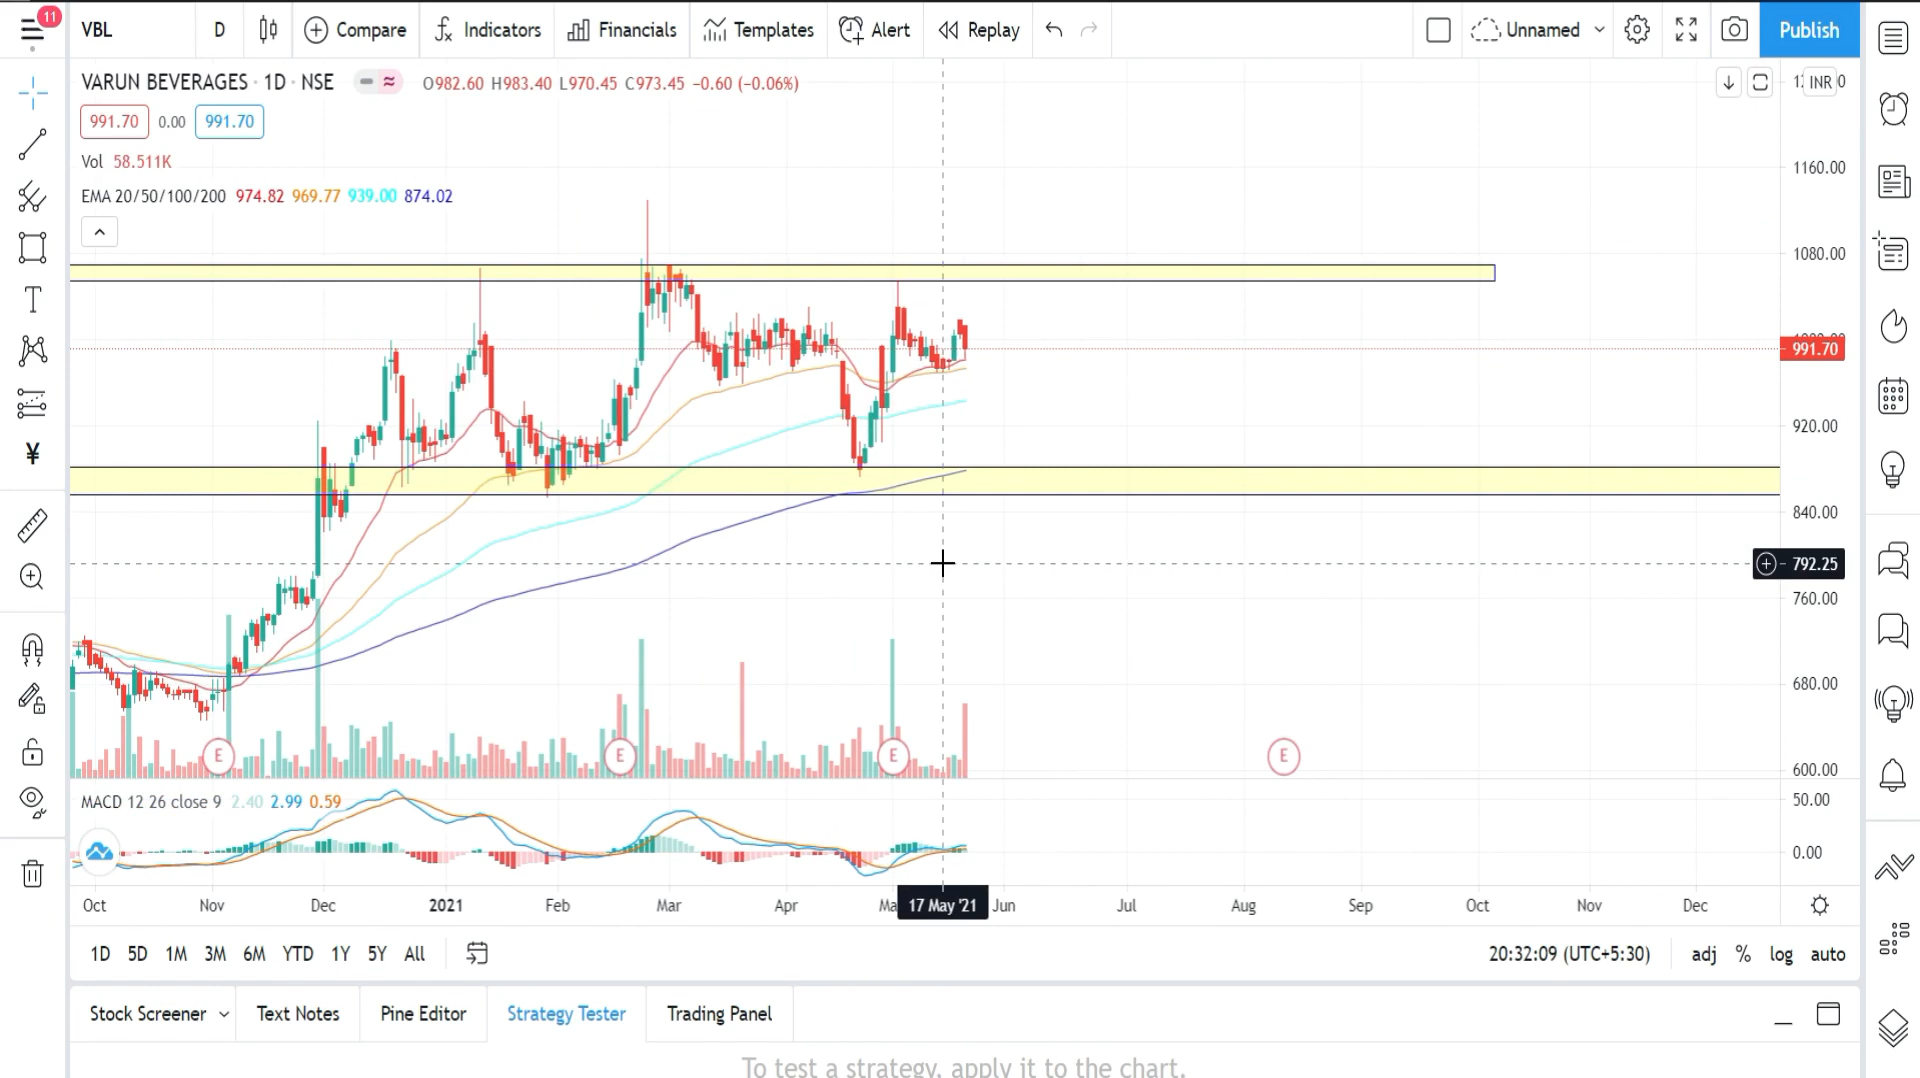 11
VBL D Compare Indicators Financials Templates Alert Replay Unnamed Publish
VARUN BEVERAGES · 1D · NSE O982.60 H983.40 L970.45 C973.45 −0.60 (−0.06%)
INR
991.70 0.00 991.70
Vol 58.511K
EMA 20/50/100/200 974.82 969.77 939.00 874.02
1160.00
1080.00
991.70
920.00
840.00
792.25
760.00
680.00
600.00
E E E E
MACD 12 26 close 9 2.40 2.99 0.59
50.00
0.00
Oct Nov Dec 2021 Feb Mar Apr Ma 17 May '21 Jun Jul Aug Sep Oct Nov Dec
1D 5D 1M 3M 6M YTD 1Y 5Y All 20:32:09 (UTC+5:30) adj % log auto
Stock Screener Text Notes Pine Editor Strategy Tester Trading Panel
To test a strategy, apply it to the chart.